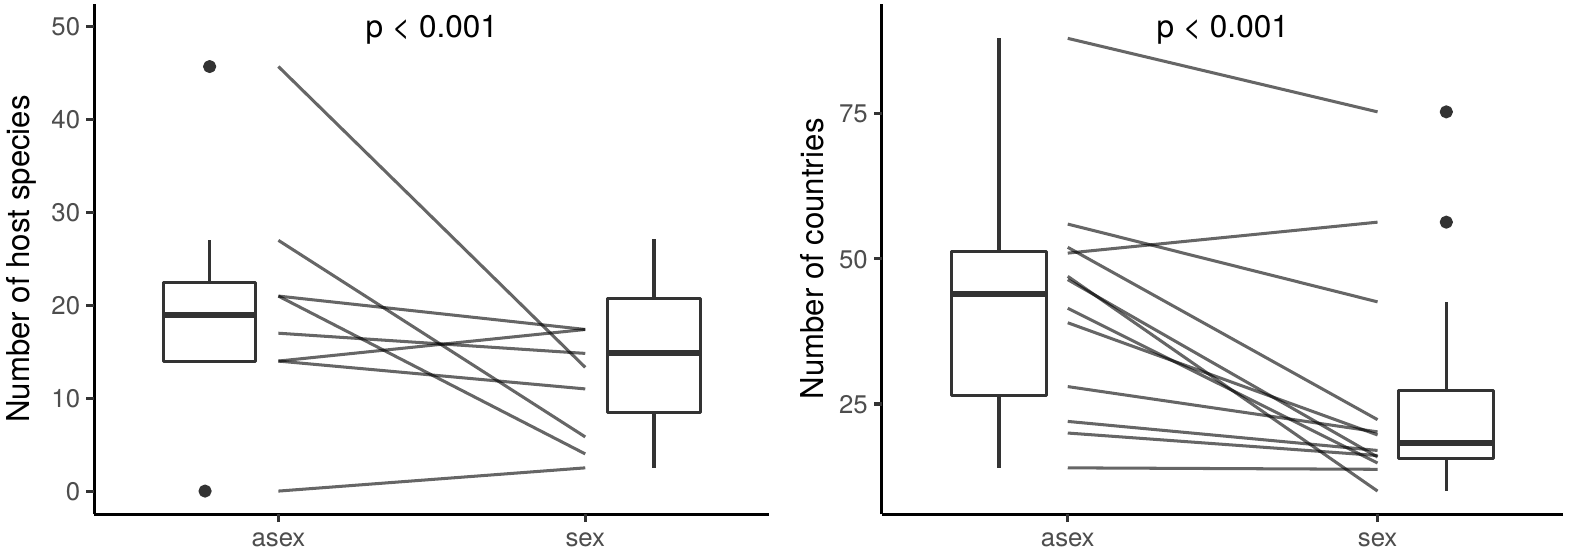 Number of host species
50
40
30
20
10
0
p < 0.001
asex
sex
Number of countries
75
50
25
p < 0.001
asex
sex